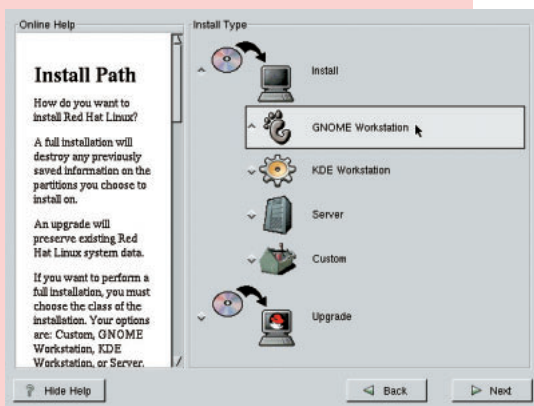 Online Help
Install Path
How do you want to
install Red Hat Linux?
A full installation will
destroy any previously
saved information on the
partitions you choose to
install on.
An upgrade will
preserve existing Red
Hat Linux system data.
If you want to perform a
full installation, you must
choose the class of the
installation. Your options
are: Custom, GNOME
Workstation, KDE
Workstation, or Server.
Install Type
Install
GNOME Workstation
KDE Workstation
Server
Custom
Upgrade
Hide Help
Back
Next